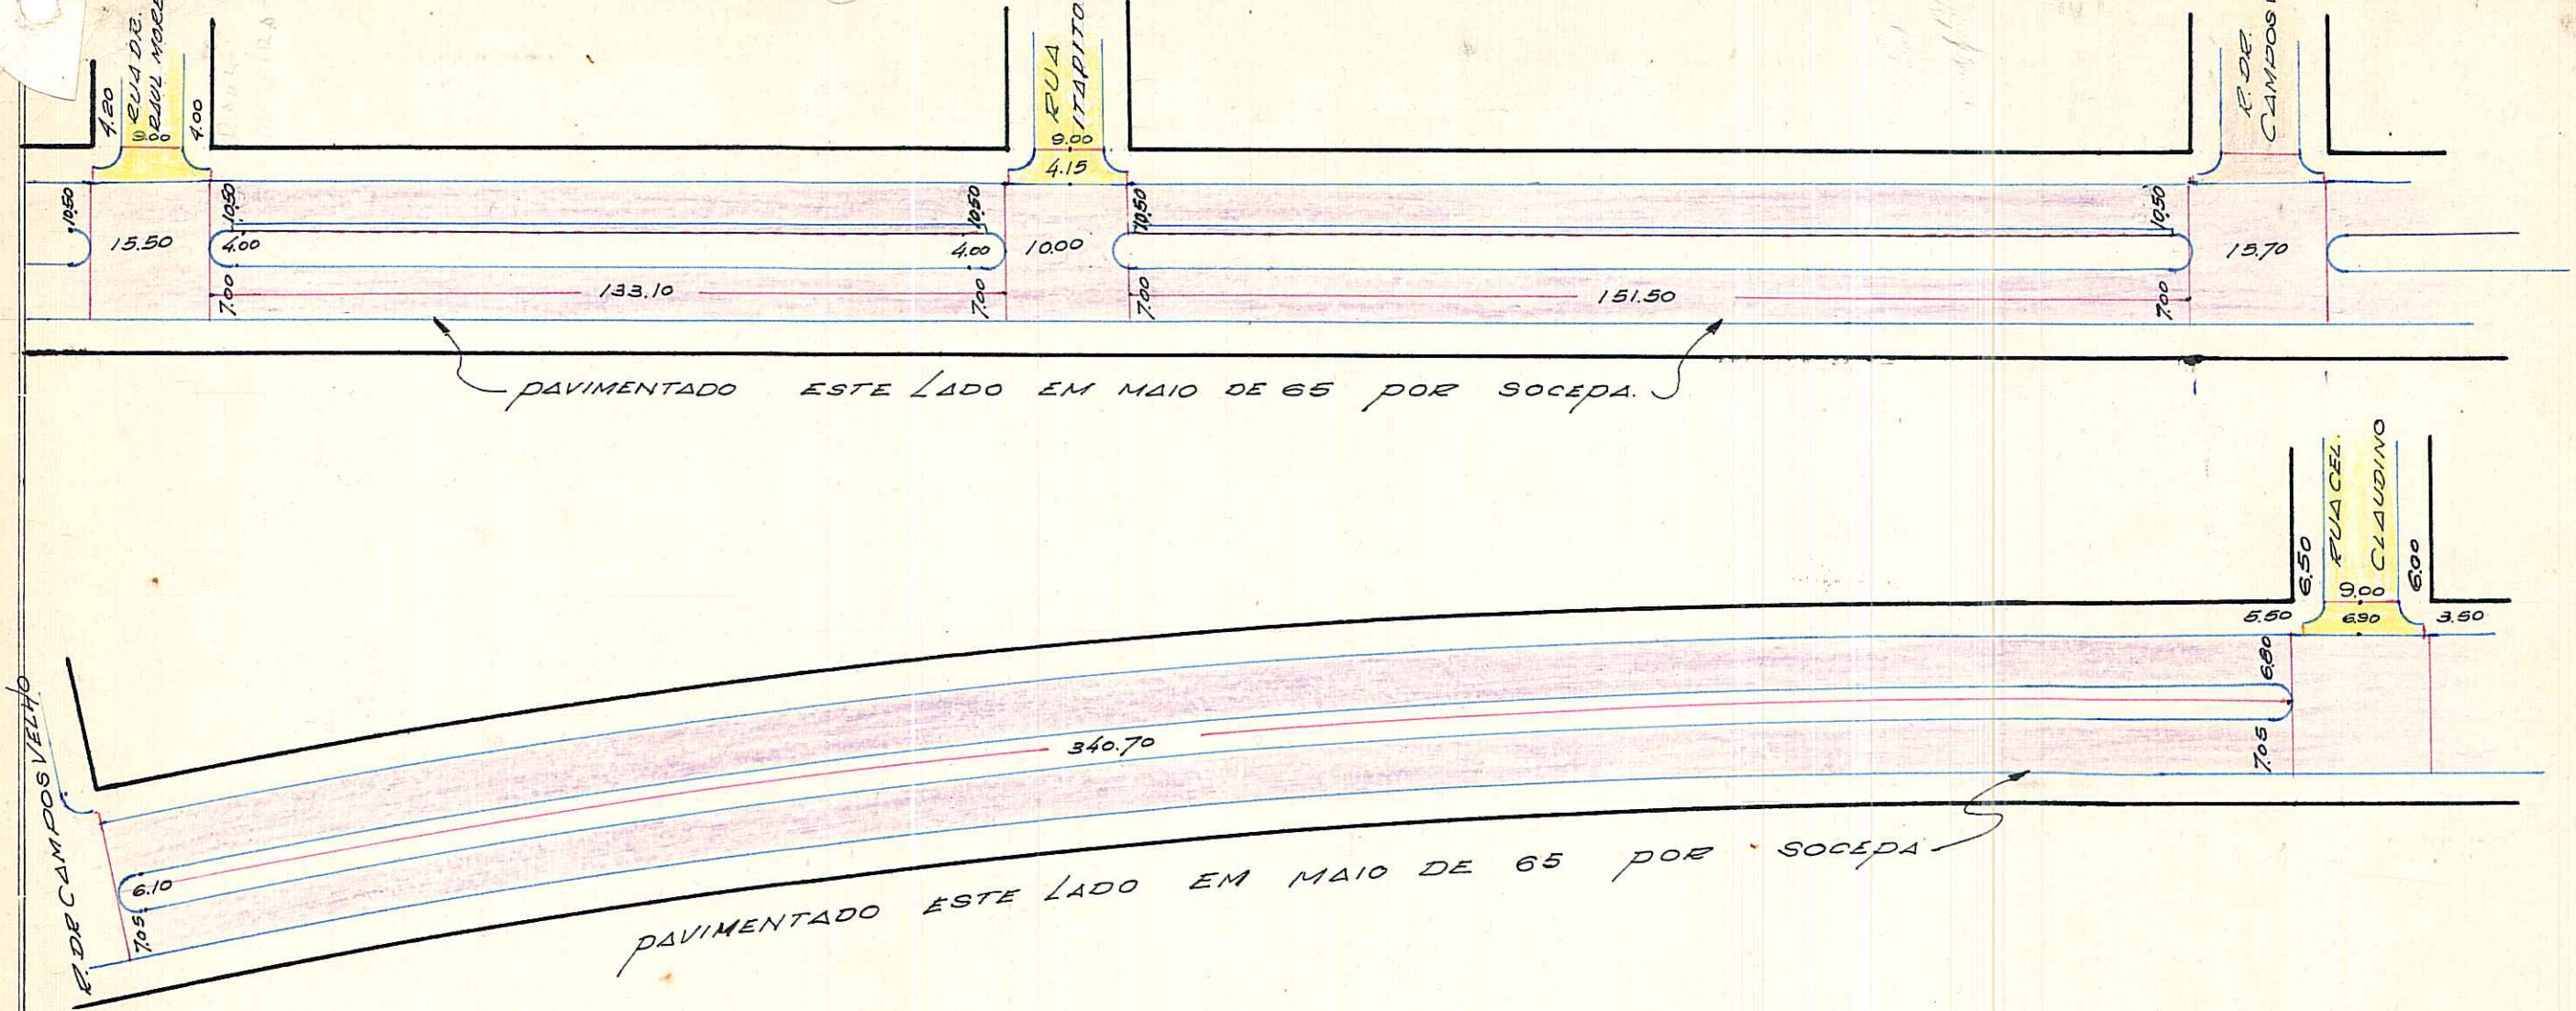 RUA DR.
RAUL MORE
4.20
9.00
4.00
RUA
ITAPITO
9.00
4.15
R. DR.
CAMPOS
10.50
10.50
10.50
10.50
10.50
15.50
4.00
4.00
10.00
15.70
7.00
133.10
7.00
7.00
151.50
7.00
PAVIMENTADO ESTE LADO EM MAIO DE 65 POR SOCEPA.
RUA CEL.
CLAUDINO
6.50
9.00
6.00
5.50
6.90
3.50
6.80
7.05
340.70
R. DR CAMPOS VELHO
6.10
7.05
PAVIMENTADO ESTE LADO EM MAIO DE 65 POR SOCEPA